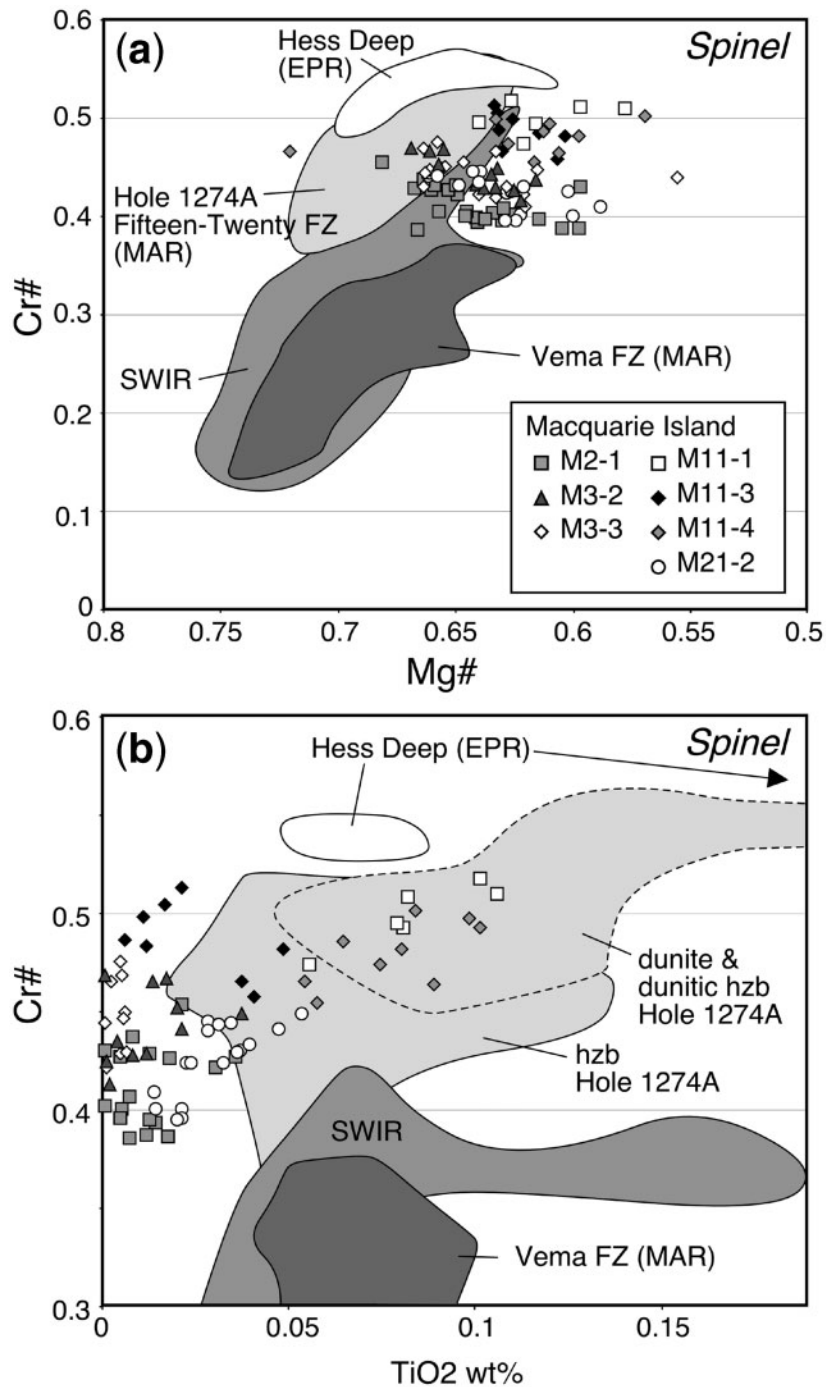 0.6
(a)
Hess Deep
(EPR)
Spinel
0.5
Hole 1274A
Fifteen-Twenty FZ
(MAR)
0.4
Cr#
0.3
SWIR
Vema FZ (MAR)
0.2
Macquarie Island
M2-1
M11-1
M3-2
M11-3
M3-3
M11-4
M21-2
0.1
0
0.8
0.75
0.7
0.65
0.6
0.55
0.5
Mg#
0.6
(b)
Hess Deep (EPR)
Spinel
0.5
dunite &
dunitic hzb
Hole 1274A
Cr#
hzb
Hole 1274A
0.4
SWIR
Vema FZ (MAR)
0.3
0
0.05
0.1
0.15
TiO2 wt%